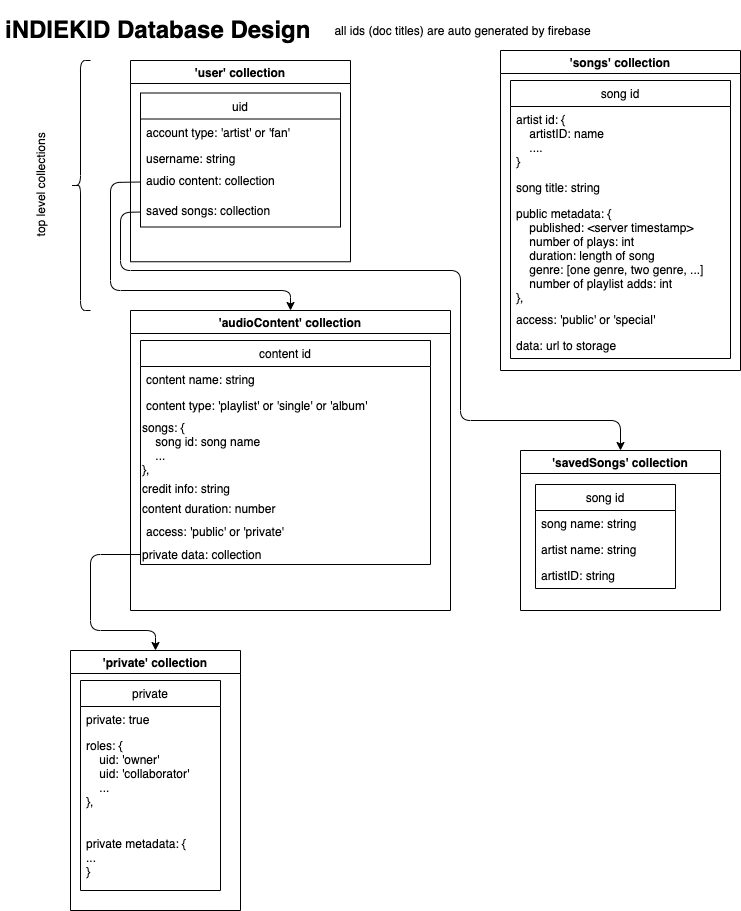 iNDIEKID Database Design
all ids (doc titles) are auto generated by firebase
top level collections
'user' collection
uid
account type: 'artist' or 'fan'
username: string
audio content: collection
saved songs: collection
'songs' collection
song id
artist id: {
artistID: name
....
}
song title: string
public metadata: {
published: <server timestamp>
number of plays: int
duration: length of song
genre: [one genre, two genre, ...]
number of playlist adds: int
},
access: 'public' or 'special'
data: url to storage
'audioContent' collection
content id
content name: string
content type: 'playlist' or 'single' or 'album'
songs: {
song id: song name
...
},
credit info: string
content duration: number
access: 'public' or 'private'
private data: collection
'savedSongs' collection
song id
song name: string
artist name: string
artistID: string
'private' collection
private
private: true
roles: {
uid: 'owner'
uid: 'collaborator'
...
},
private metadata: {
...
}